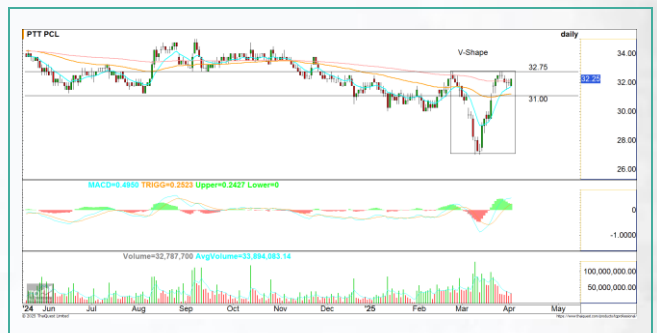 PTT PCL
daily
V-Shape
34.00
32.75
32.25
32.00
31.00
30.00
28.00
26.00
MACD=0.4950 TRIGG=0.2523 Upper=0.2427 Lower=0
0
-1.0000
Volume=32,787,700 AvgVolume=33,894,063.14
100,000,000.00
50,000,000.00
'24 Jun Jul Aug Sep Oct Nov Dec '25 Feb Mar Apr May